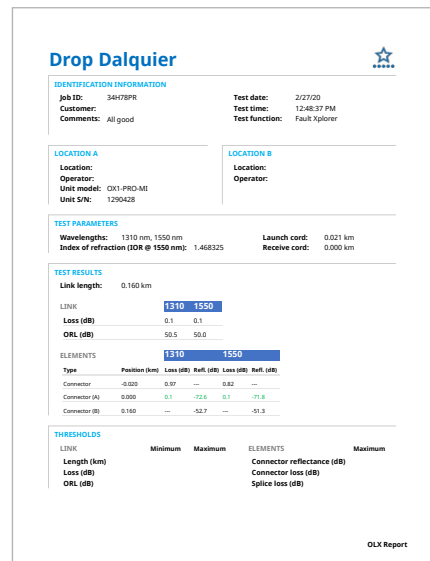 Drop Dalquier
IDENTIFICATION INFORMATION
Job ID: 34H78PR Test date: 2/27/20
Customer: Test time: 12:48:37 PM
Comments: All good Test function: Fault Xplorer
LOCATION A LOCATION B
Location: Location:
Operator: Operator:
Unit model: OX1-PRO-MI
Unit S/N: 1290428
TEST PARAMETERS
Wavelengths: 1310 nm, 1550 nm Launch cord: 0.021 km
Index of refraction (IOR @ 1550 nm): 1.468325 Receive cord: 0.000 km
TEST RESULTS
Link length: 0.160 km
LINK 1310 1550
Loss (dB) 0.1 0.1
ORL (dB) 50.5 50.0
ELEMENTS 1310 1550
Type Position (km) Loss (dB) Refl. (dB) Loss (dB) Refl. (dB)
Connector -0.020 0.97 --- 0.82 ---
Connector (A) 0.000 0.1 -72.6 0.1 -71.8
Connector (B) 0.160 --- -52.7 --- -51.3
THRESHOLDS
LINK Minimum Maximum ELEMENTS Maximum
Length (km) Connector reflectance (dB)
Loss (dB) Connector loss (dB)
ORL (dB) Splice loss (dB)
OLX Report